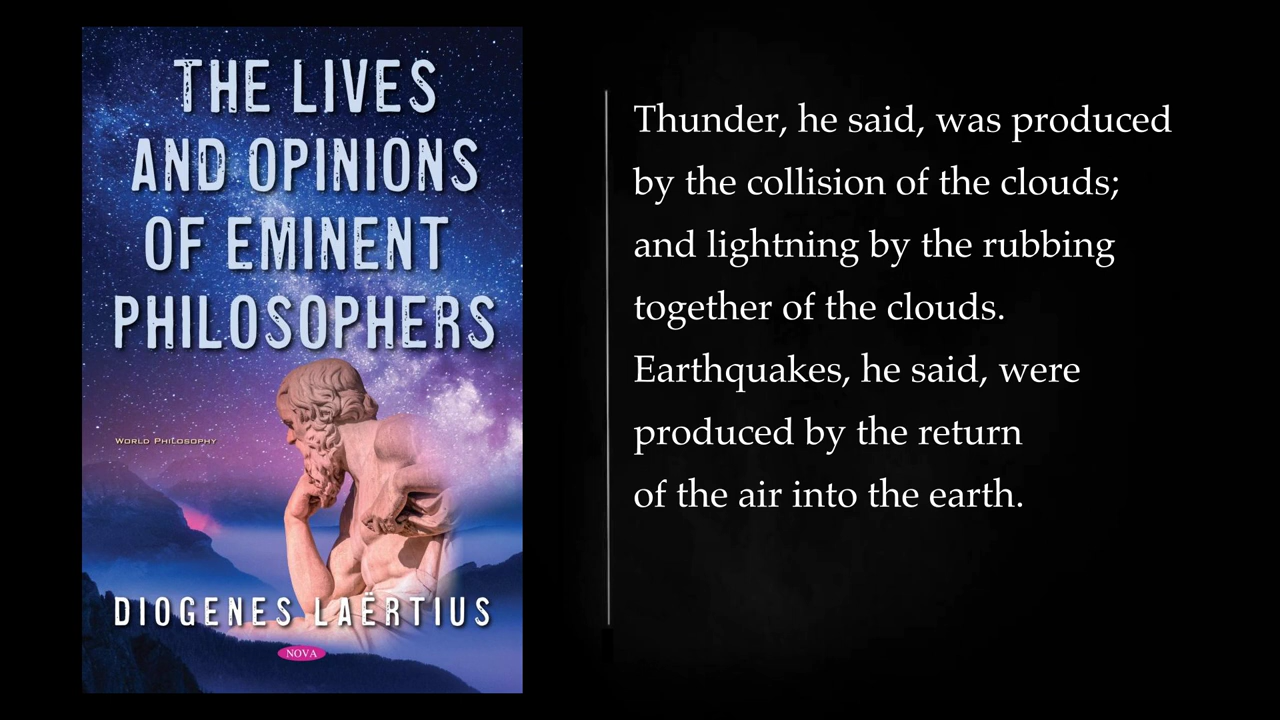 THE LIVES
AND OPINIONS
OF EMINENT
PHILOSOPHERS
WORLD PHILOSOPHY
DIOGENES LAËRTIUS
NOVA
Thunder, he said, was produced
by the collision of the clouds;
and lightning by the rubbing
together of the clouds.
Earthquakes, he said, were
produced by the return
of the air into the earth.